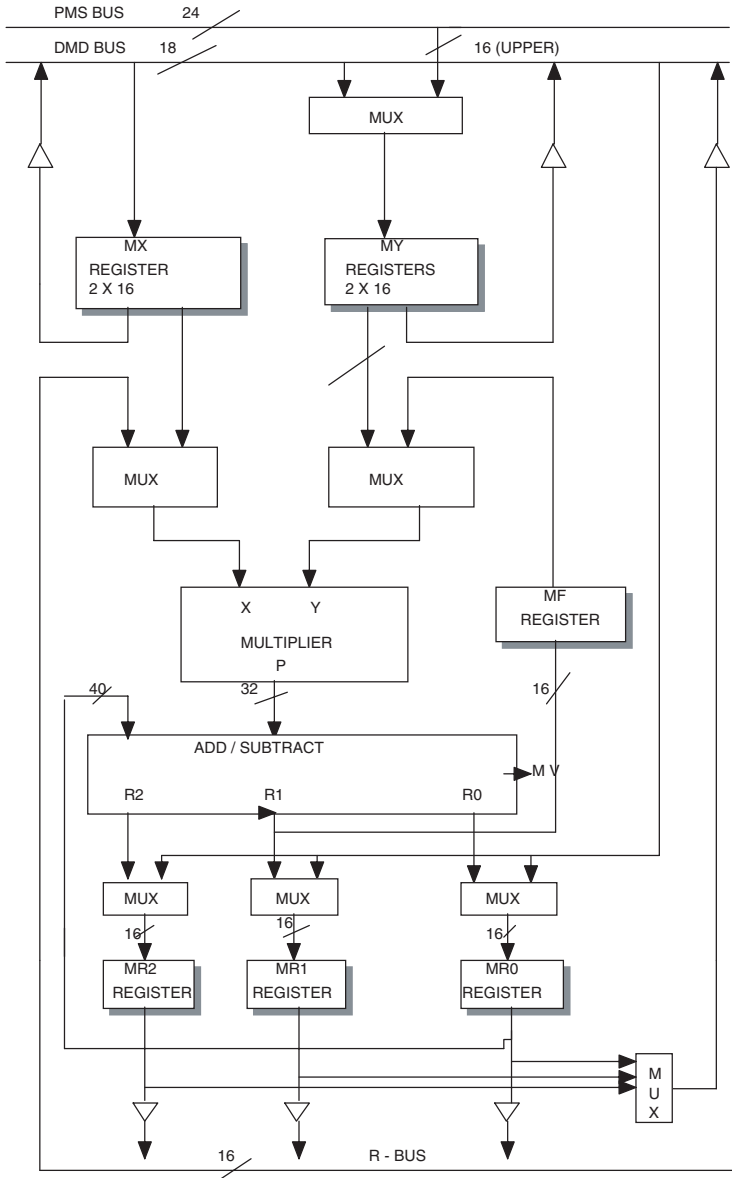 PMS BUS 24
DMD BUS 18 16 (UPPER)
MUX
MX
REGISTER
2 X 16
MY
REGISTERS
2 X 16
MUX
MUX
X Y
MULTIPLIER
P
MF
REGISTER
40
32
16
ADD / SUBTRACT
M V
R2 R1 R0
MUX
MUX
MUX
16
16
16
MR2
REGISTER
MR1
REGISTER
MR0
REGISTER
M
U
X
16 R - BUS